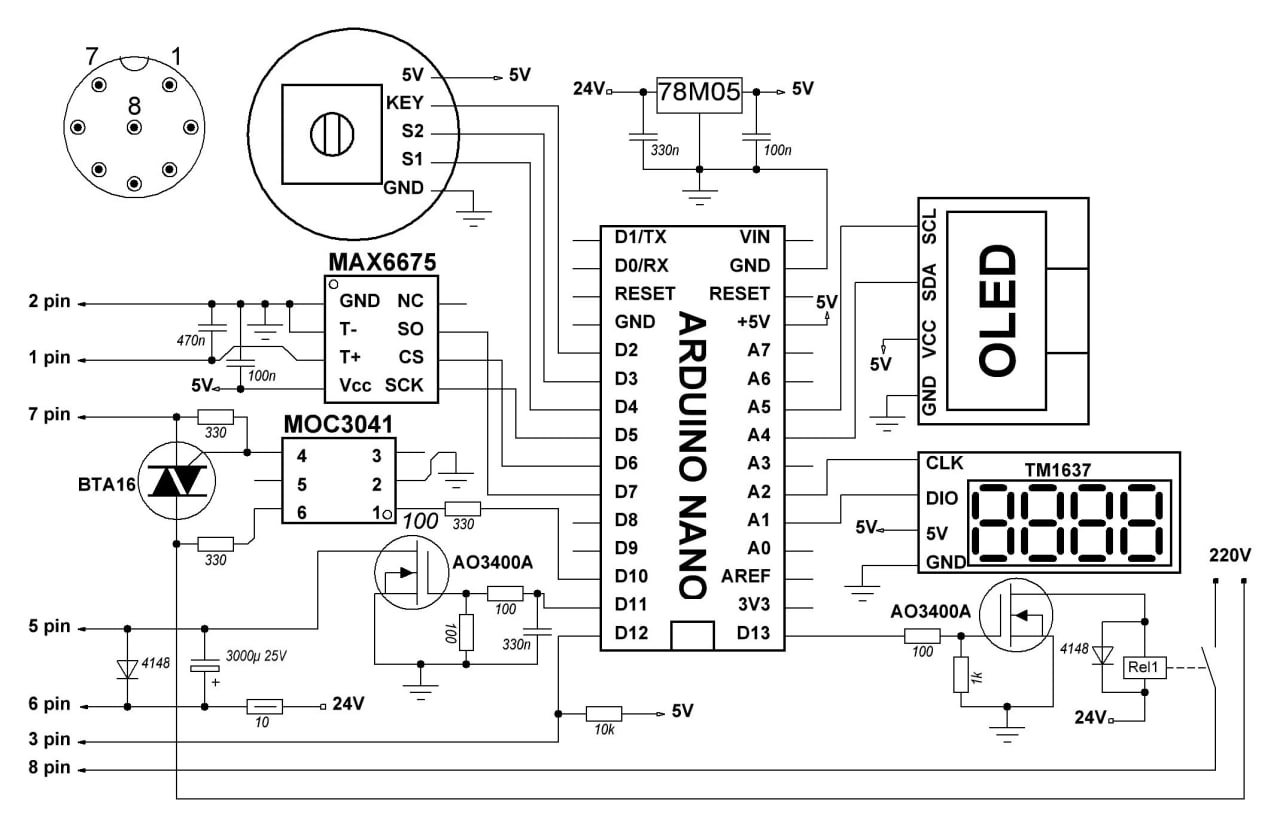 7 1
8
5V
5V
KEY
S2
S1
GND
24V
78M05
5V
330n
100n
MAX6675
GND NC
T- SO
T+ CS
Vcc SCK
2 pin
470n
1 pin
100n
5V
7 pin
330
MOC3041
4 3
5 2
6 1
BTA16
330
330
100
AO3400A
100
100
330n
5 pin
4148
3000µ 25V
+
6 pin
10
24V
3 pin
10k
5V
8 pin
ARDUINO NANO
D1/TX VIN
D0/RX GND
RESET RESET
GND +5V
D2 A7
D3 A6
D4 A5
D5 A4
D6 A3
D7 A2
D8 A1
D9 A0
D10 AREF
D11 3V3
D12 D13
5V
SCL
SDA
VCC
GND
OLED
5V
CLK
DIO
5V
GND
TM1637
5V
220V
AO3400A
100
1k
4148
Rel1
24V